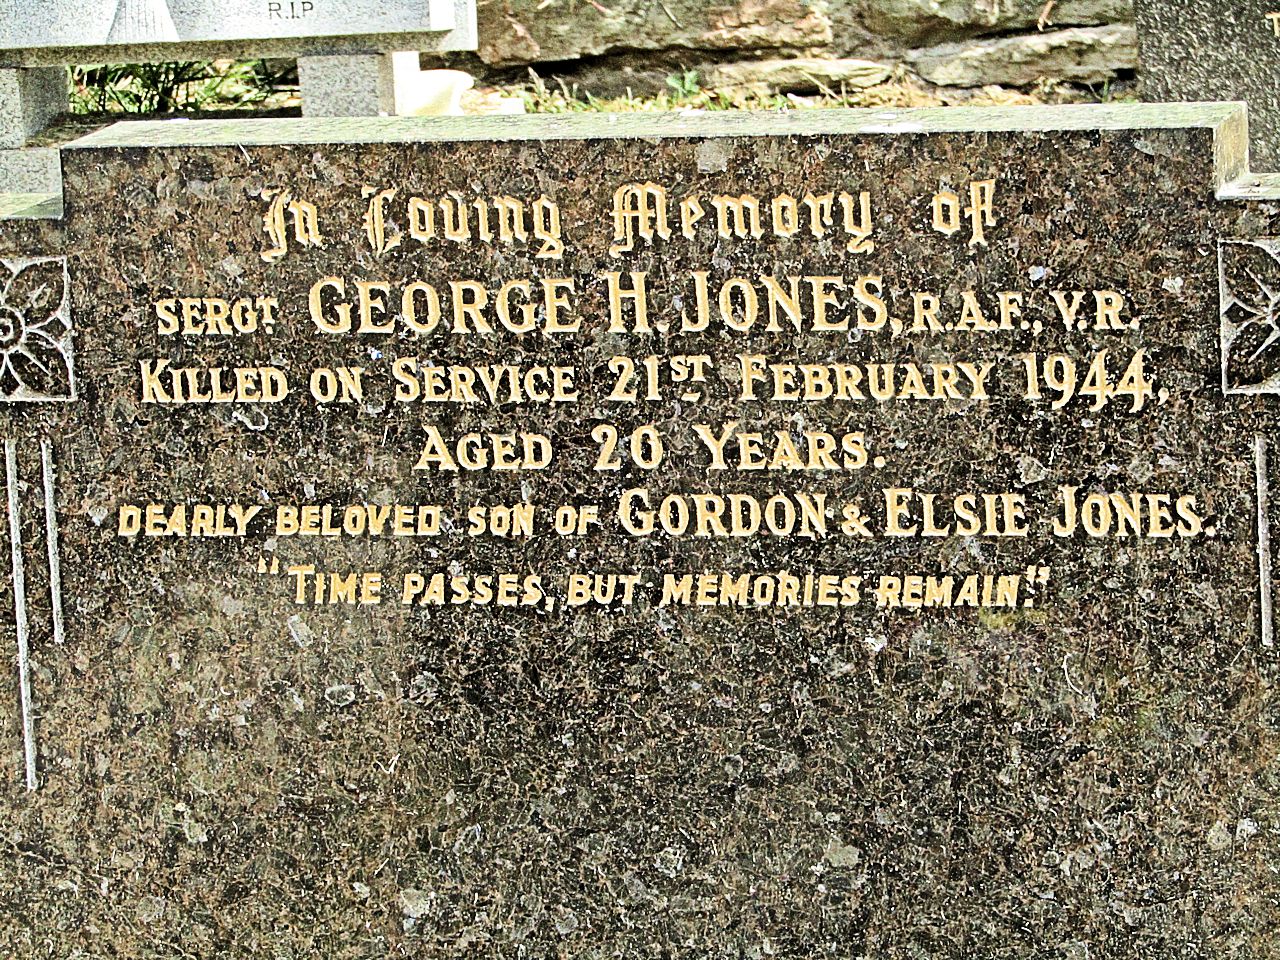 R.I.P
In Loving Memory of
SERGT. GEORGE H. JONES, R.A.F., V.R.
KILLED ON SERVICE 21ST FEBRUARY 1944,
AGED 20 YEARS.
DEARLY BELOVED SON OF GORDON & ELSIE JONES.
"TIME PASSES, BUT MEMORIES REMAIN."